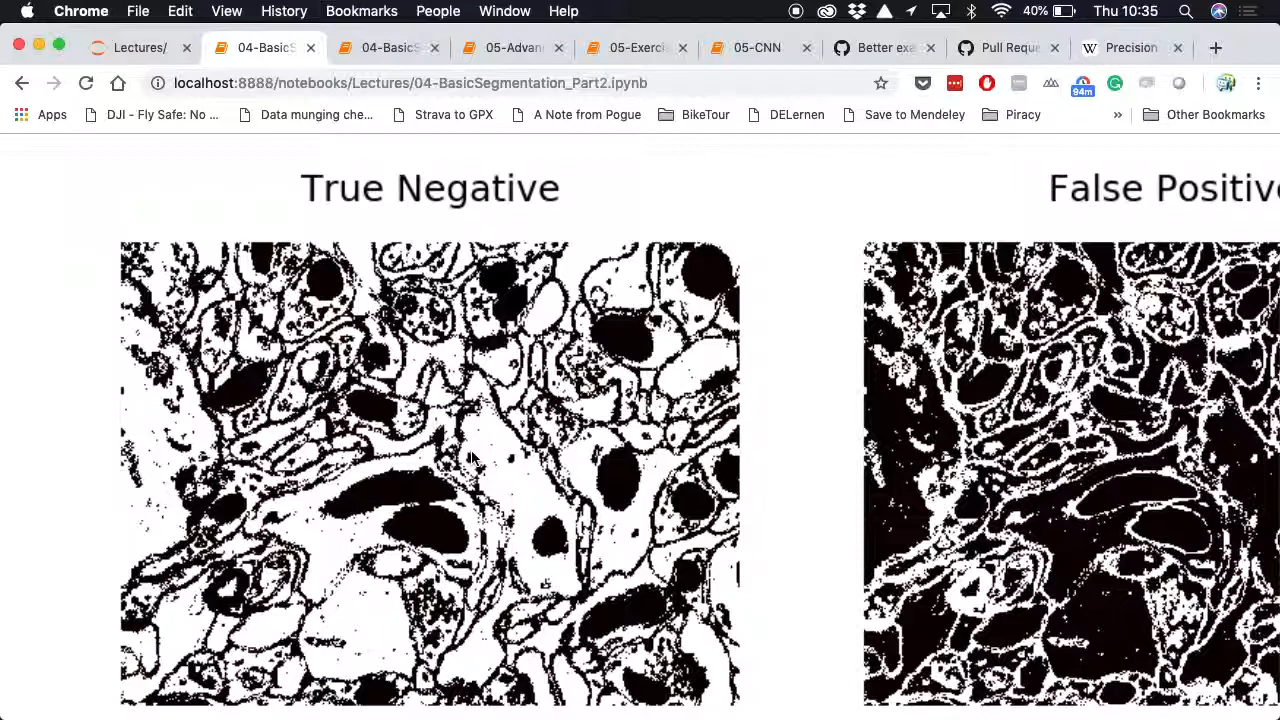 Chrome File Edit View History Bookmarks People Window Help 40% Thu 10:35
Lectures/ 04-BasicS 04-BasicS 05-Advan 05-Exerci 05-CNN Better exa Pull Reque Precision
localhost:8888/notebooks/Lectures/04-BasicSegmentation_Part2.ipynb 94m
Apps DJI - Fly Safe: No ... Data munging che... Strava to GPX A Note from Pogue BikeTour DELernen Save to Mendeley Piracy » Other Bookmarks
True Negative False Positive